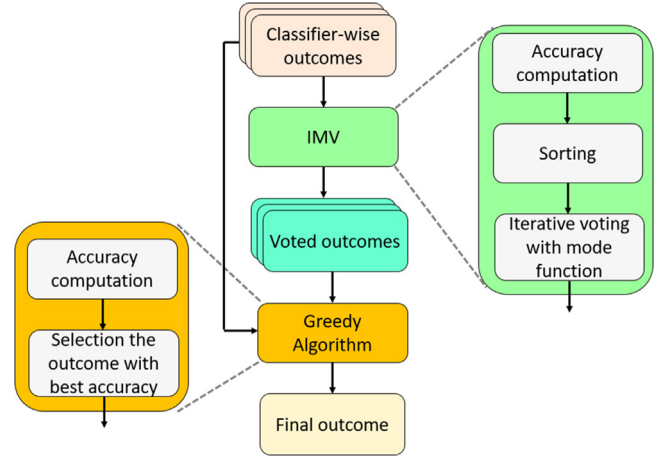 Classifier-wise
outcomes
IMV
Voted outcomes
Greedy
Algorithm
Final outcome
Accuracy
computation
Sorting
Iterative voting
with mode
function
Accuracy
computation
Selection the
outcome with
best accuracy